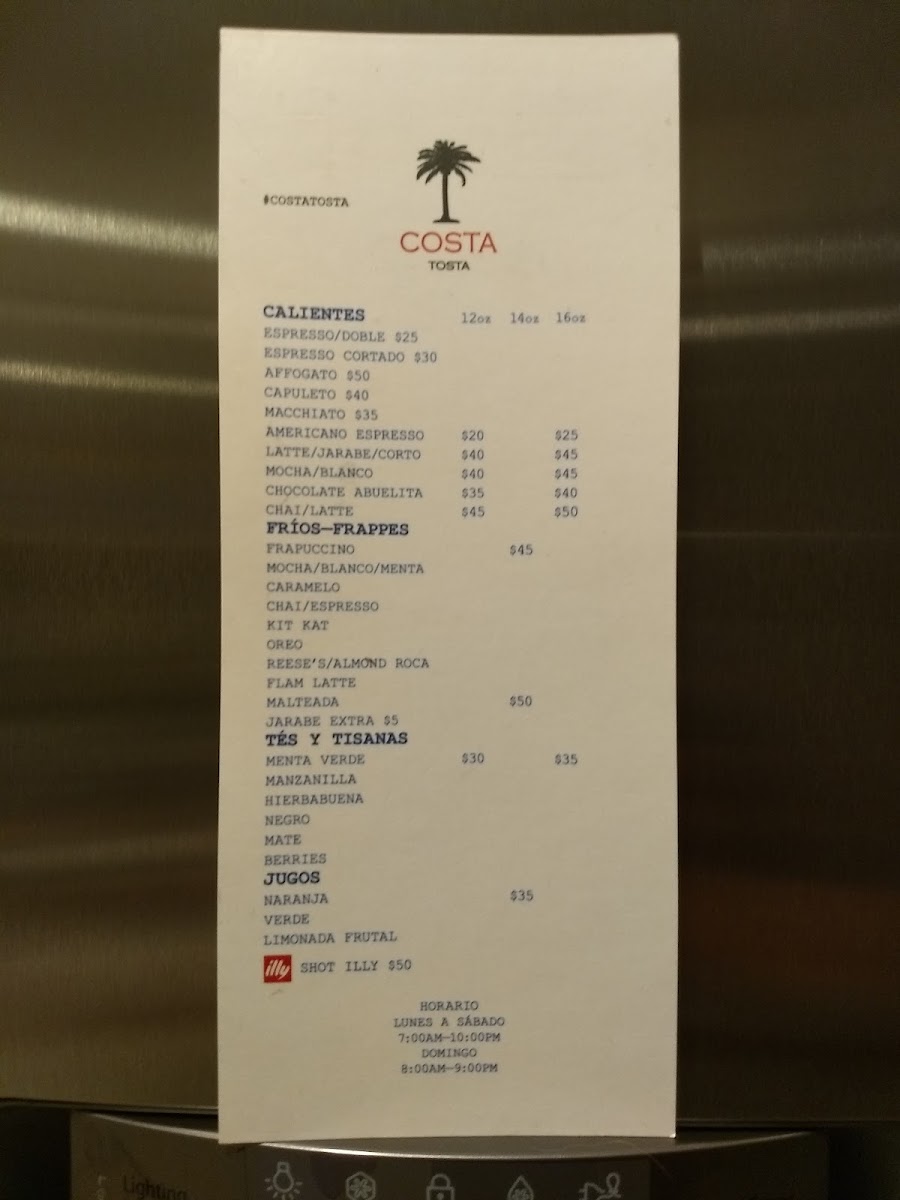 #COSTATOSTA
COSTA
TOSTA
CALIENTES 12oz 14oz 16oz
ESPRESSO/DOBLE $25
ESPRESSO CORTADO $30
AFFOGATO $50
CAPULETO $40
MACCHIATO $35
AMERICANO ESPRESSO $20 $25
LATTE/JARABE/CORTO $40 $45
MOCHA/BLANCO $40 $45
CHOCOLATE ABUELITA $35 $40
CHAI/LATTE $45 $50
FRÍOS—FRAPPES
FRAPUCCINO $45
MOCHA/BLANCO/MENTA
CARAMELO
CHAI/ESPRESSO
KIT KAT
OREO
REESE'S/ALMOND ROCA
FLAM LATTE
MALTEADA $50
JARABE EXTRA $5
TÉS Y TISANAS
MENTA VERDE $30 $35
MANZANILLA
HIERBABUENA
NEGRO
MATE
BERRIES
JUGOS
NARANJA $35
VERDE
LIMONADA FRUTAL
illy SHOT ILLY $50
HORARIO
LUNES A SÁBADO
7:00AM—10:00PM
DOMINGO
8:00AM—9:00PM
Lighting